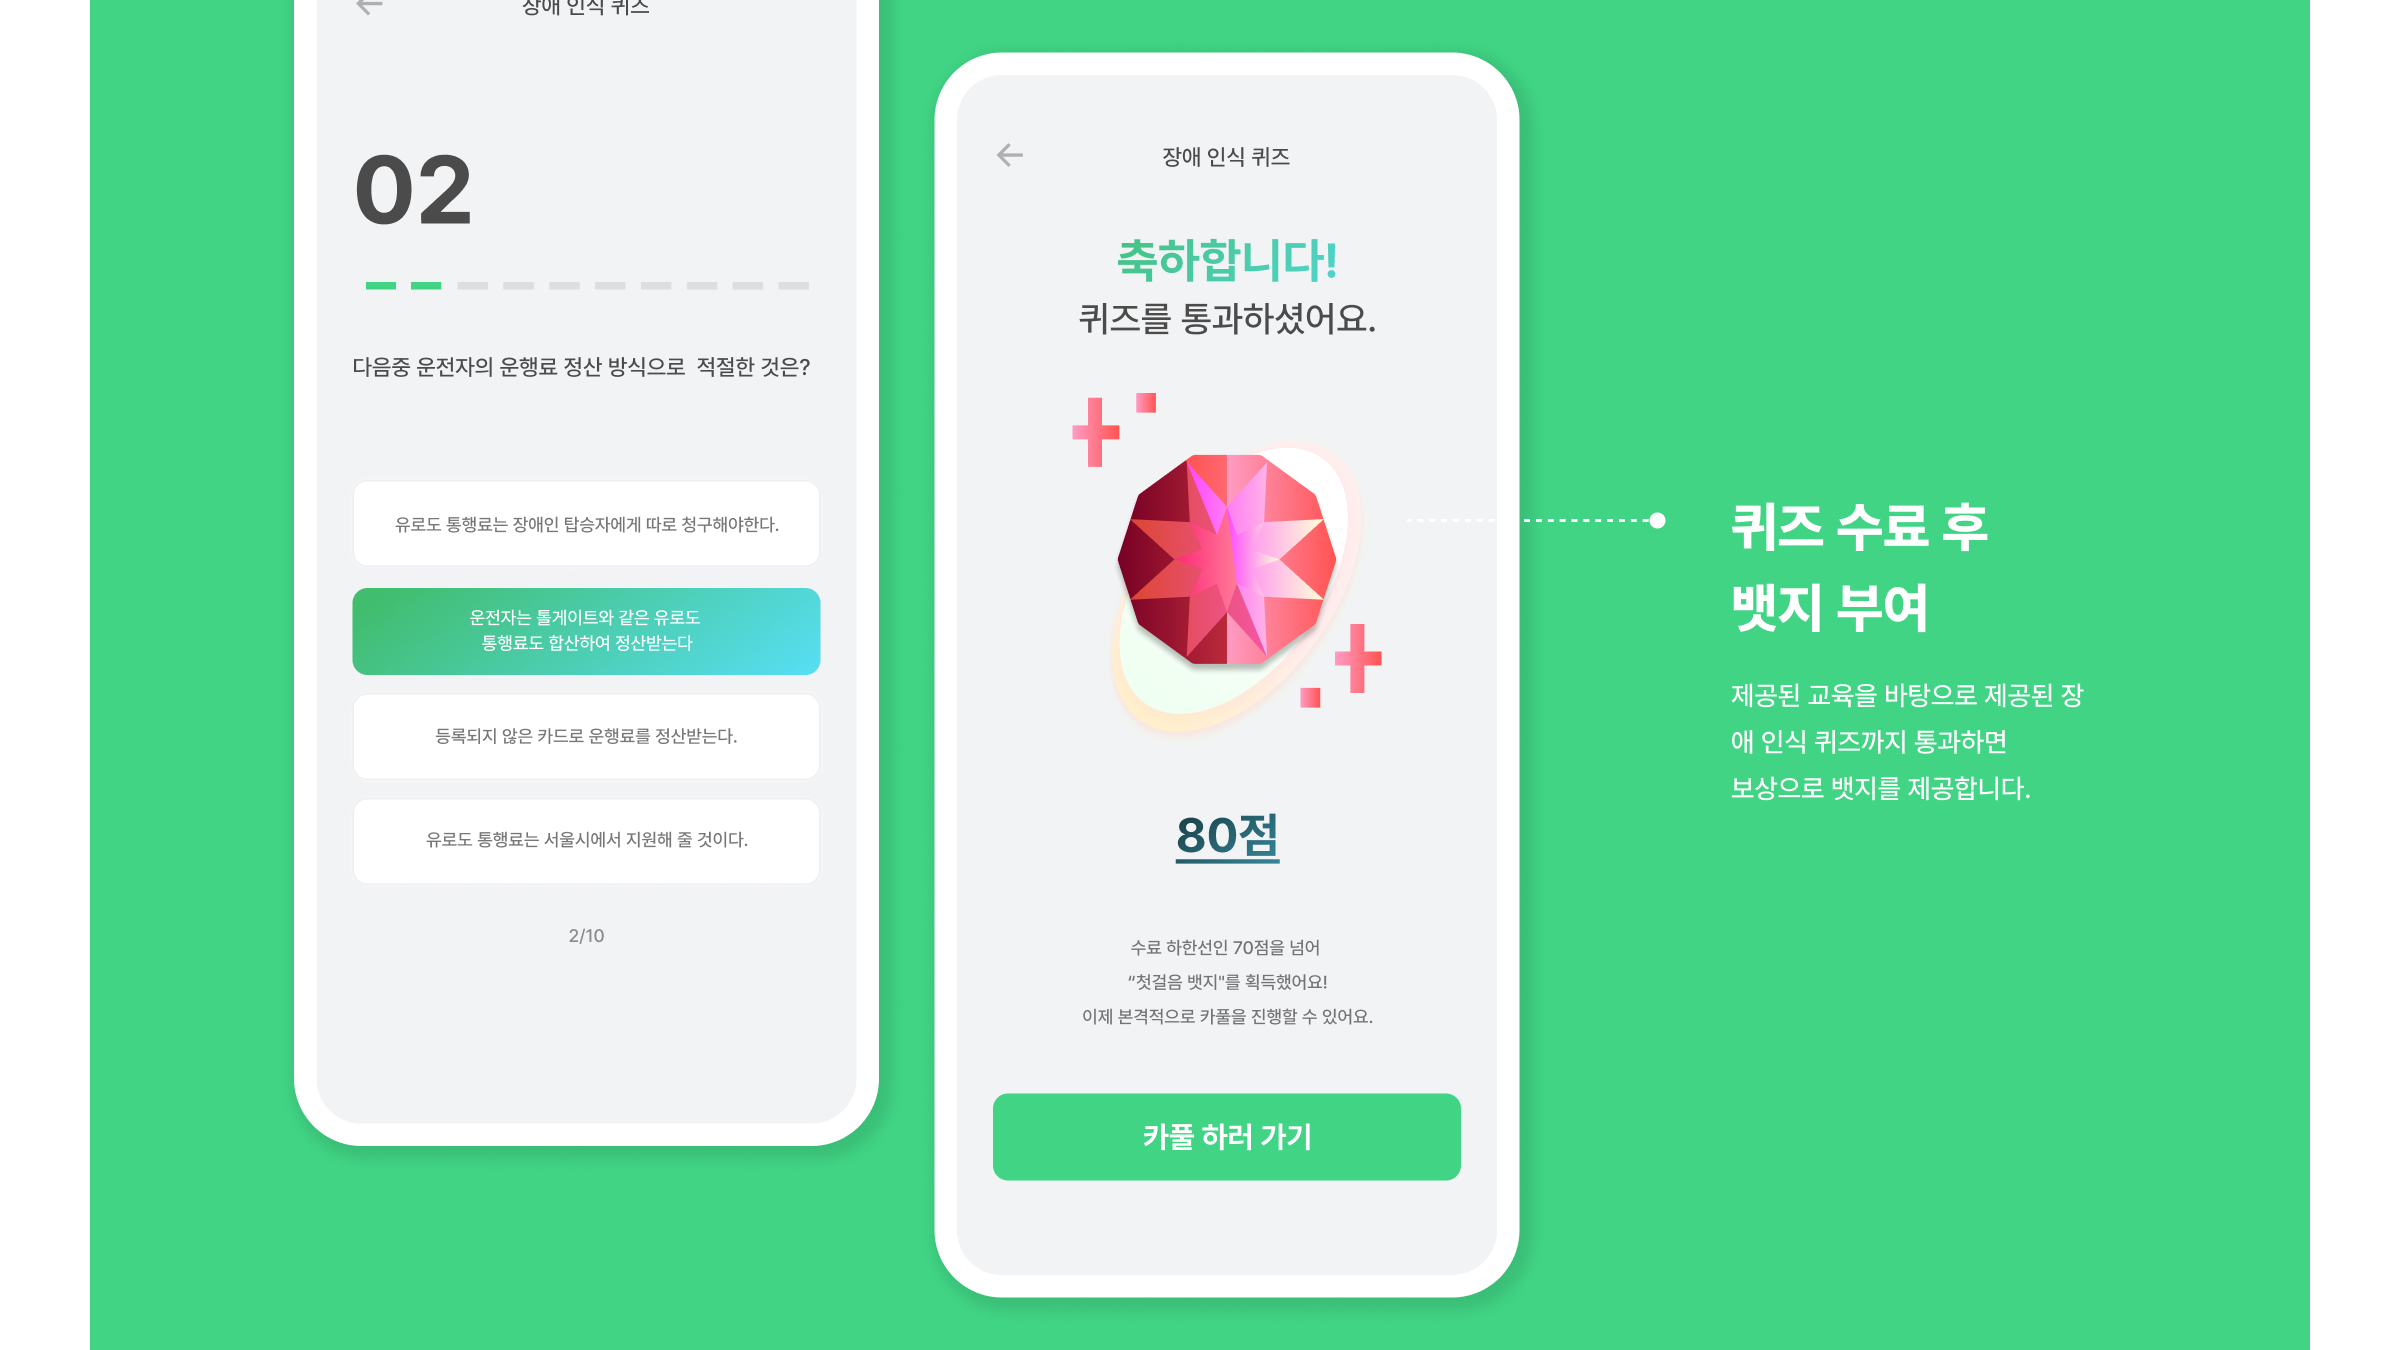 장애 인식 퀴즈
02
다음중 운전자의 운행료 정산 방식으로  적절한 것은?
유로도 통행료는 장애인 탑승자에게 따로 청구해야한다.
운전자는 톨게이트와 같은 유로도
통행료도 합산하여 정산받는다
등록되지 않은 카드로 운행료를 정산받는다.
유로도 통행료는 서울시에서 지원해 줄 것이다.
2/10
장애 인식 퀴즈
축하합니다!
퀴즈를 통과하셨어요.
80점
수료 하한선인 70점을 넘어
“첫걸음 뱃지"를 획득했어요!
이제 본격적으로 카풀을 진행할 수 있어요.
카풀 하러 가기
퀴즈 수료 후
뱃지 부여
제공된 교육을 바탕으로 제공된 장
애 인식 퀴즈까지 통과하면
보상으로 뱃지를 제공합니다.